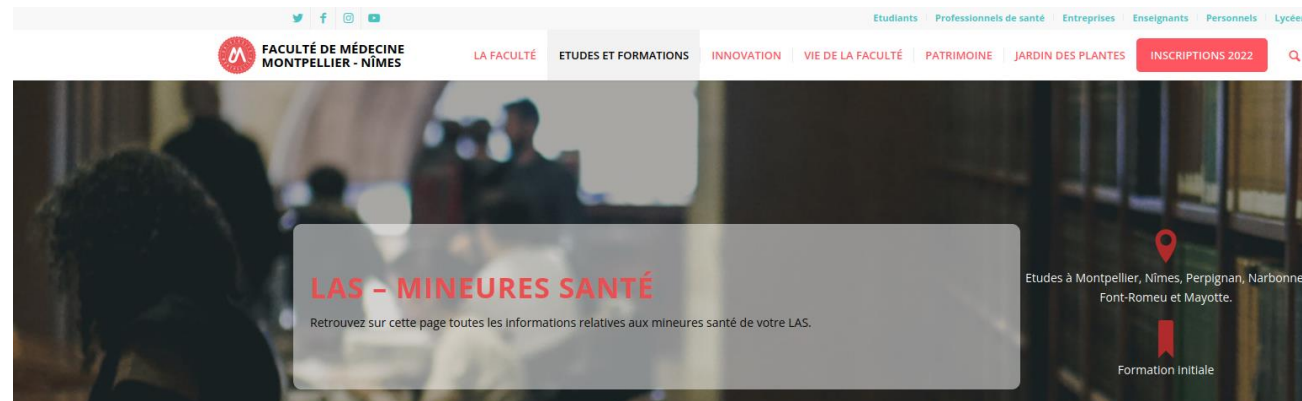 Etudiants Professionnels de santé Entreprises Enseignants Personnels
FACULTÉ DE MÉDECINE
MONTPELLIER - NÎMES
LA FACULTÉ ETUDES ET FORMATIONS INNOVATION VIE DE LA FACULTÉ PATRIMOINE JARDIN DES PLANTES INSCRIPTIONS 2022
LAS – MINEURES SANTÉ
Retrouvez sur cette page toutes les informations relatives aux mineures santé de votre LAS.
Etudes à Montpellier, Nîmes, Perpignan, Narbonne
Font-Romeu et Mayotte.
Formation initiale